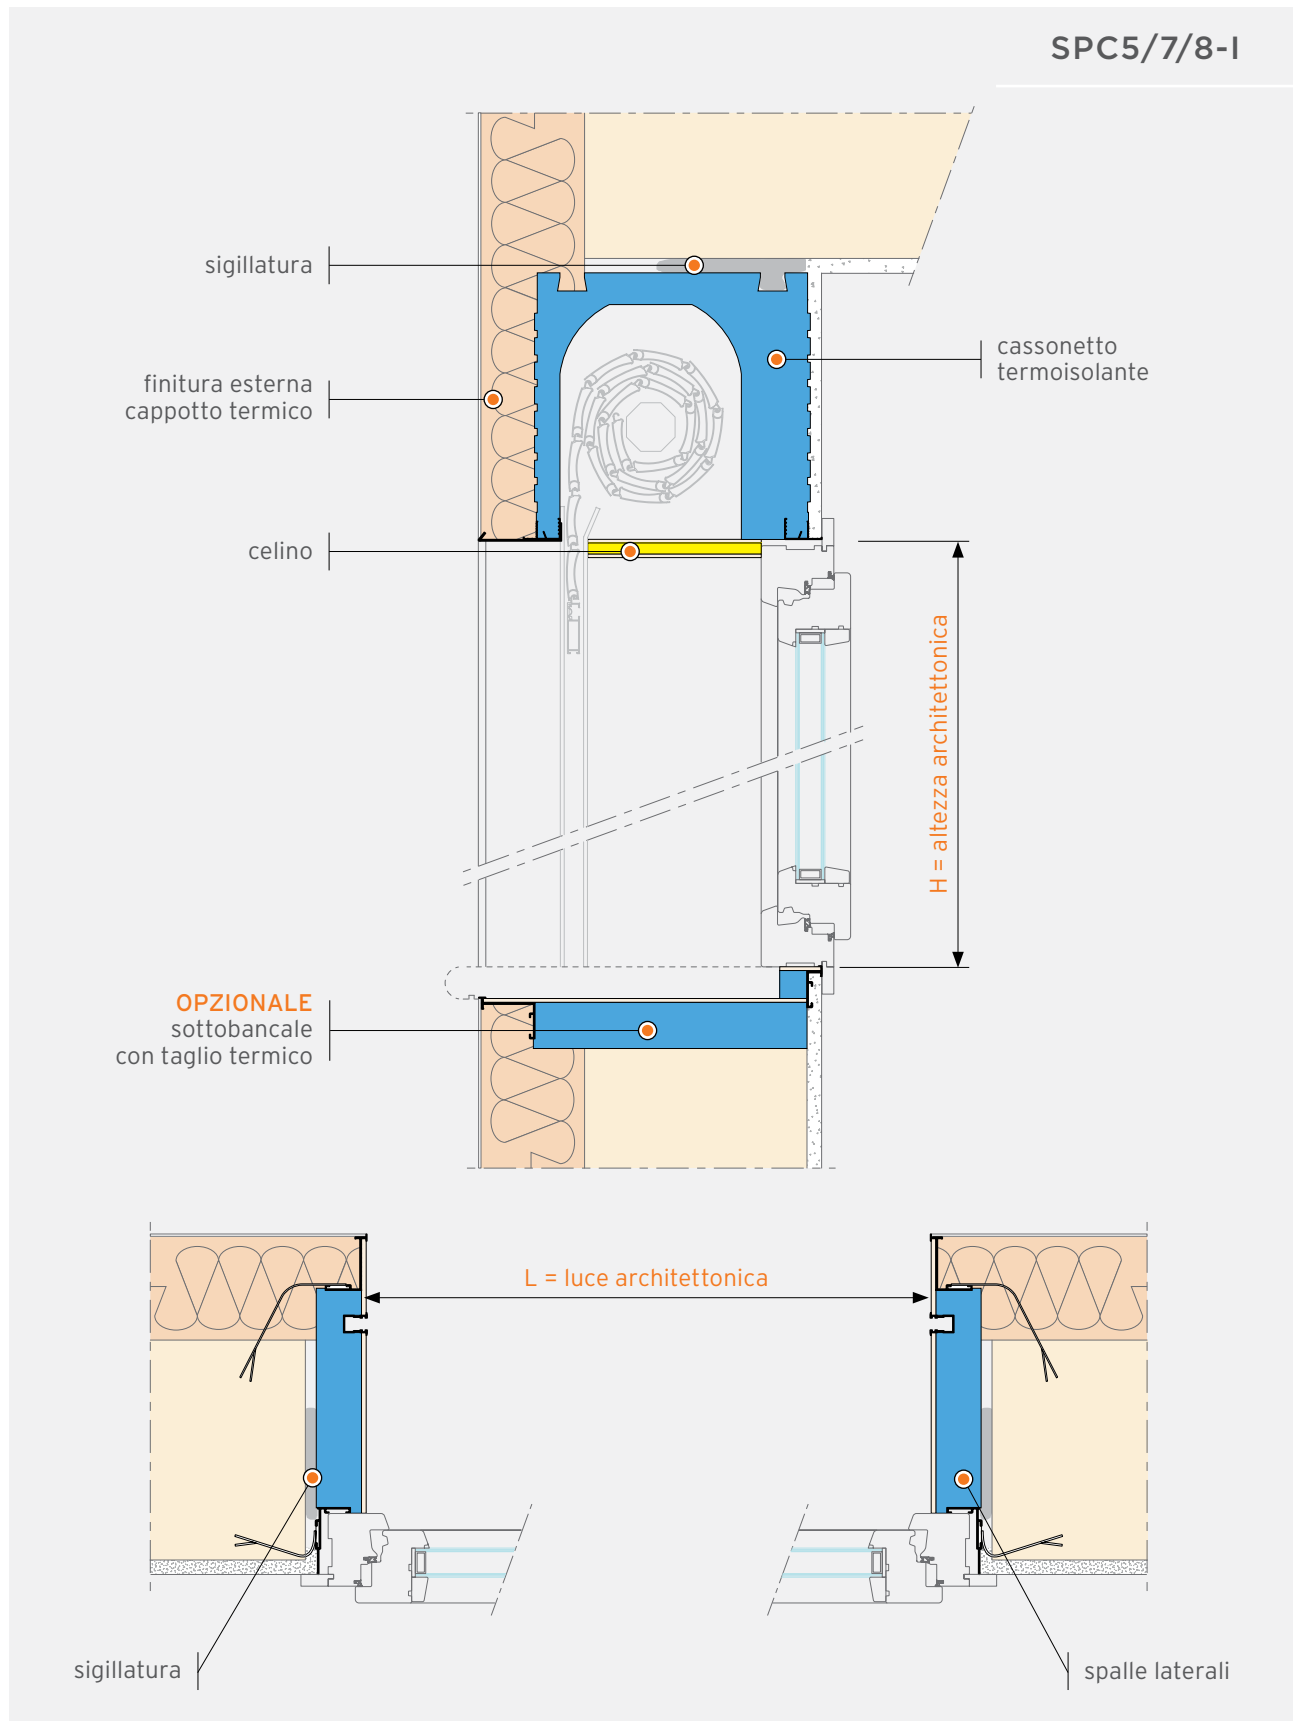 SPC5/7/8-I
sigillatura
cassonetto
termoisolante
finitura esterna
cappotto termico
celino
H = altezza architettonica
OPZIONALE
sottobancale
con taglio termico
L = luce architettonica
sigillatura
spalle laterali